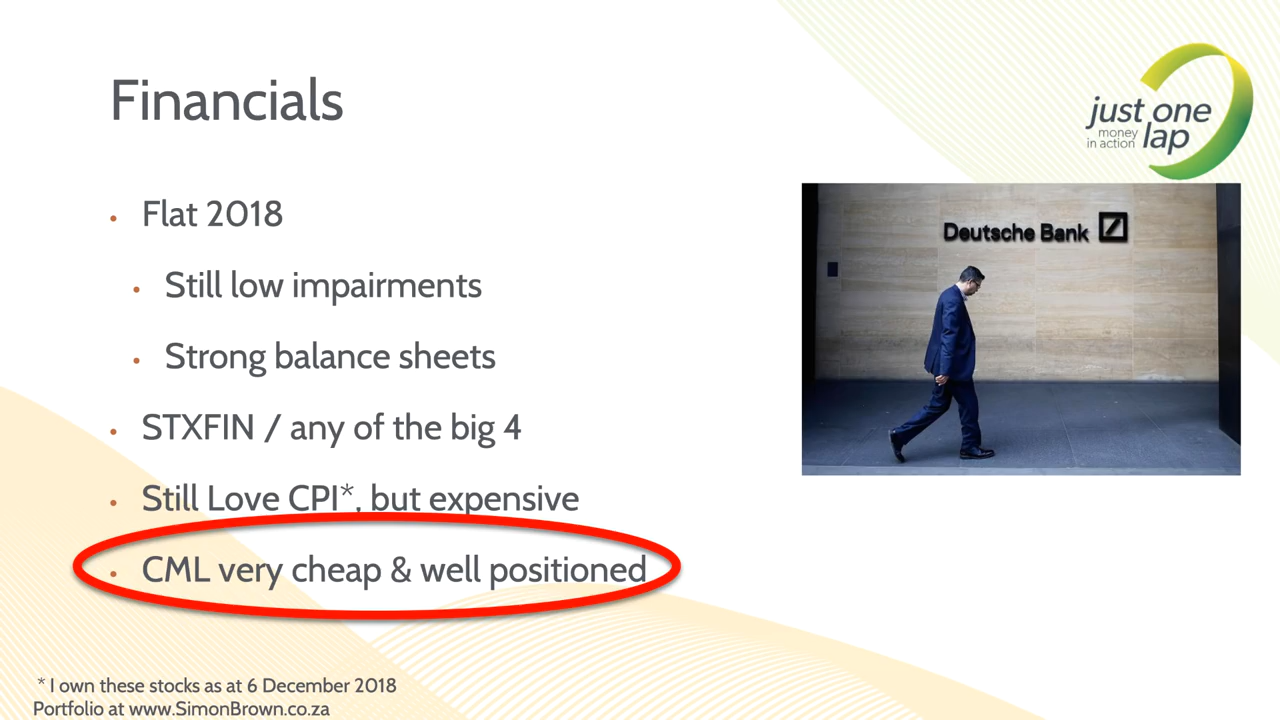 Financials
just one
money
in action lap
• Flat 2018
• Still low impairments
• Strong balance sheets
• STXFIN / any of the big 4
• Still Love CPI*, but expensive
• CML very cheap & well positioned
Deutsche Bank
* I own these stocks as at 6 December 2018
Portfolio at www.SimonBrown.co.za